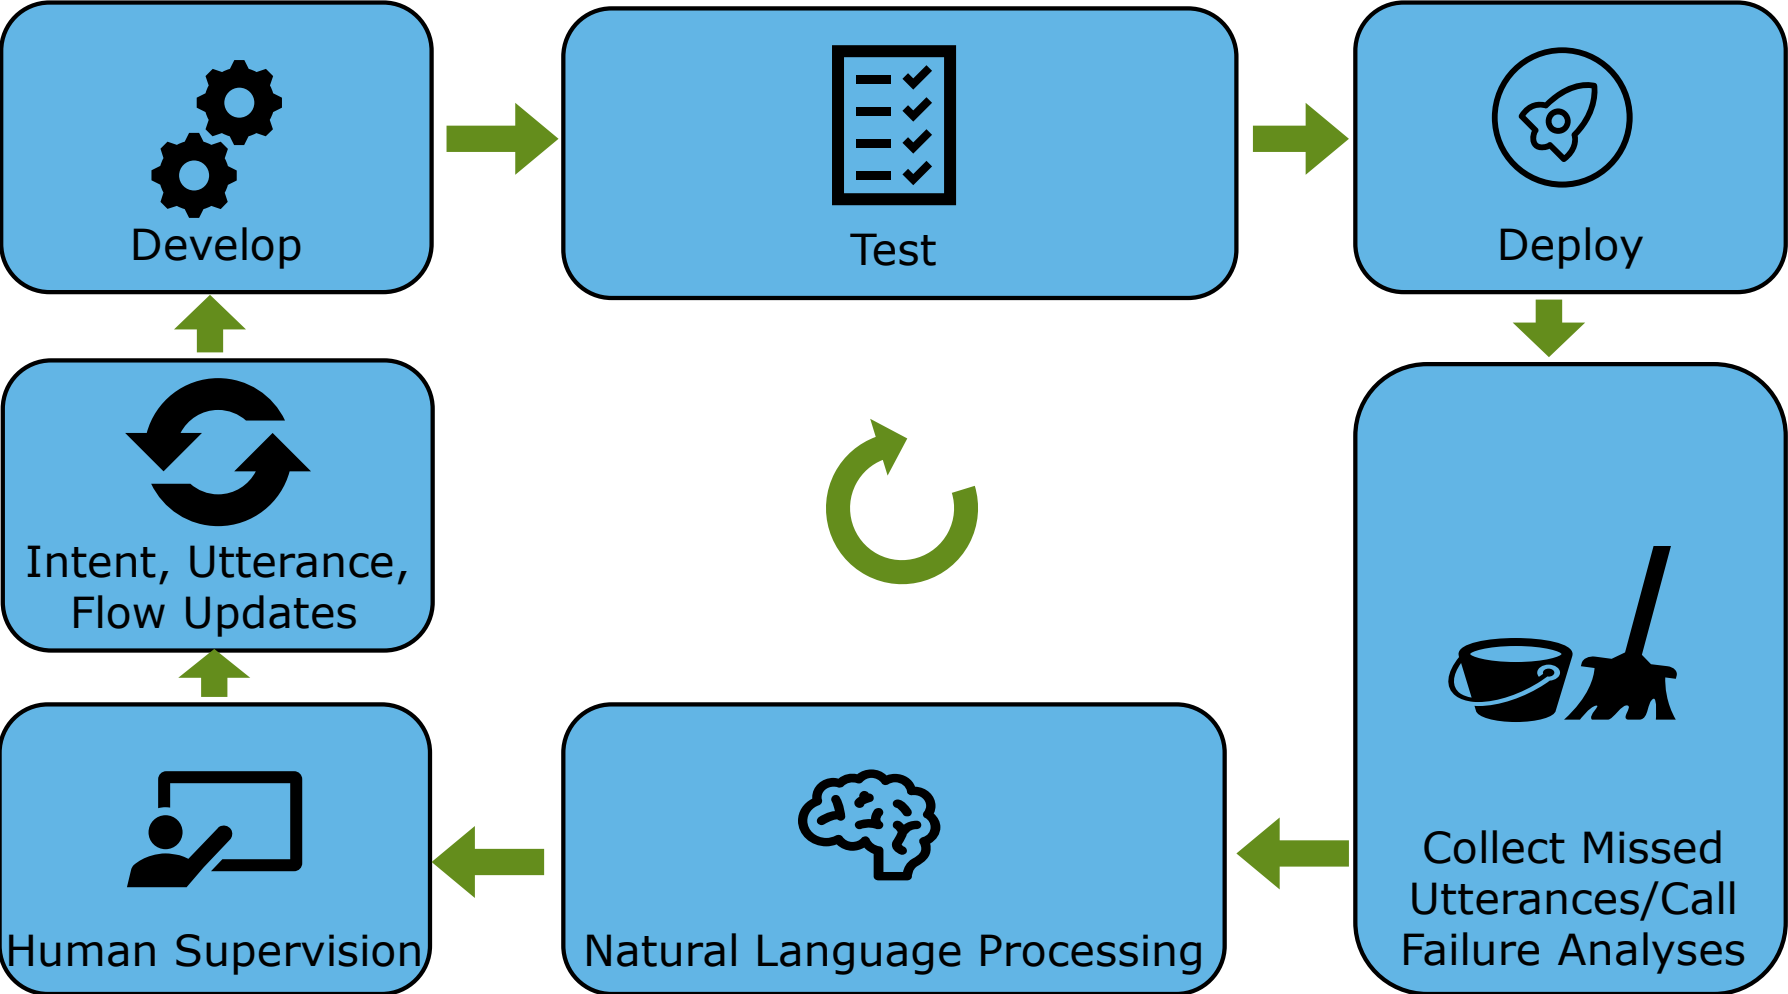 Develop
Test
Deploy
Intent, Utterance,
Flow Updates
Collect Missed
Utterances/Call
Failure Analyses
Natural Language Processing
Human Supervision